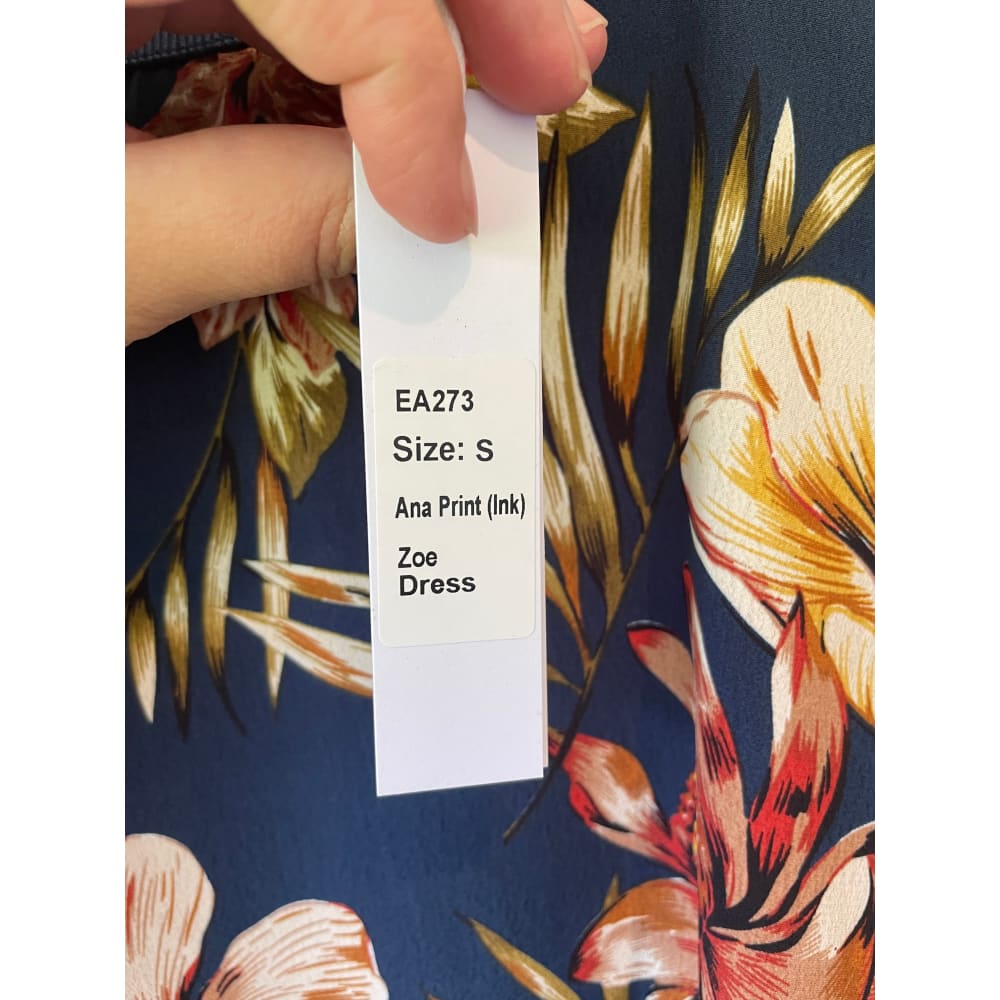 EA273
Size: S
Ana Print (Ink)
Zoe
Dress